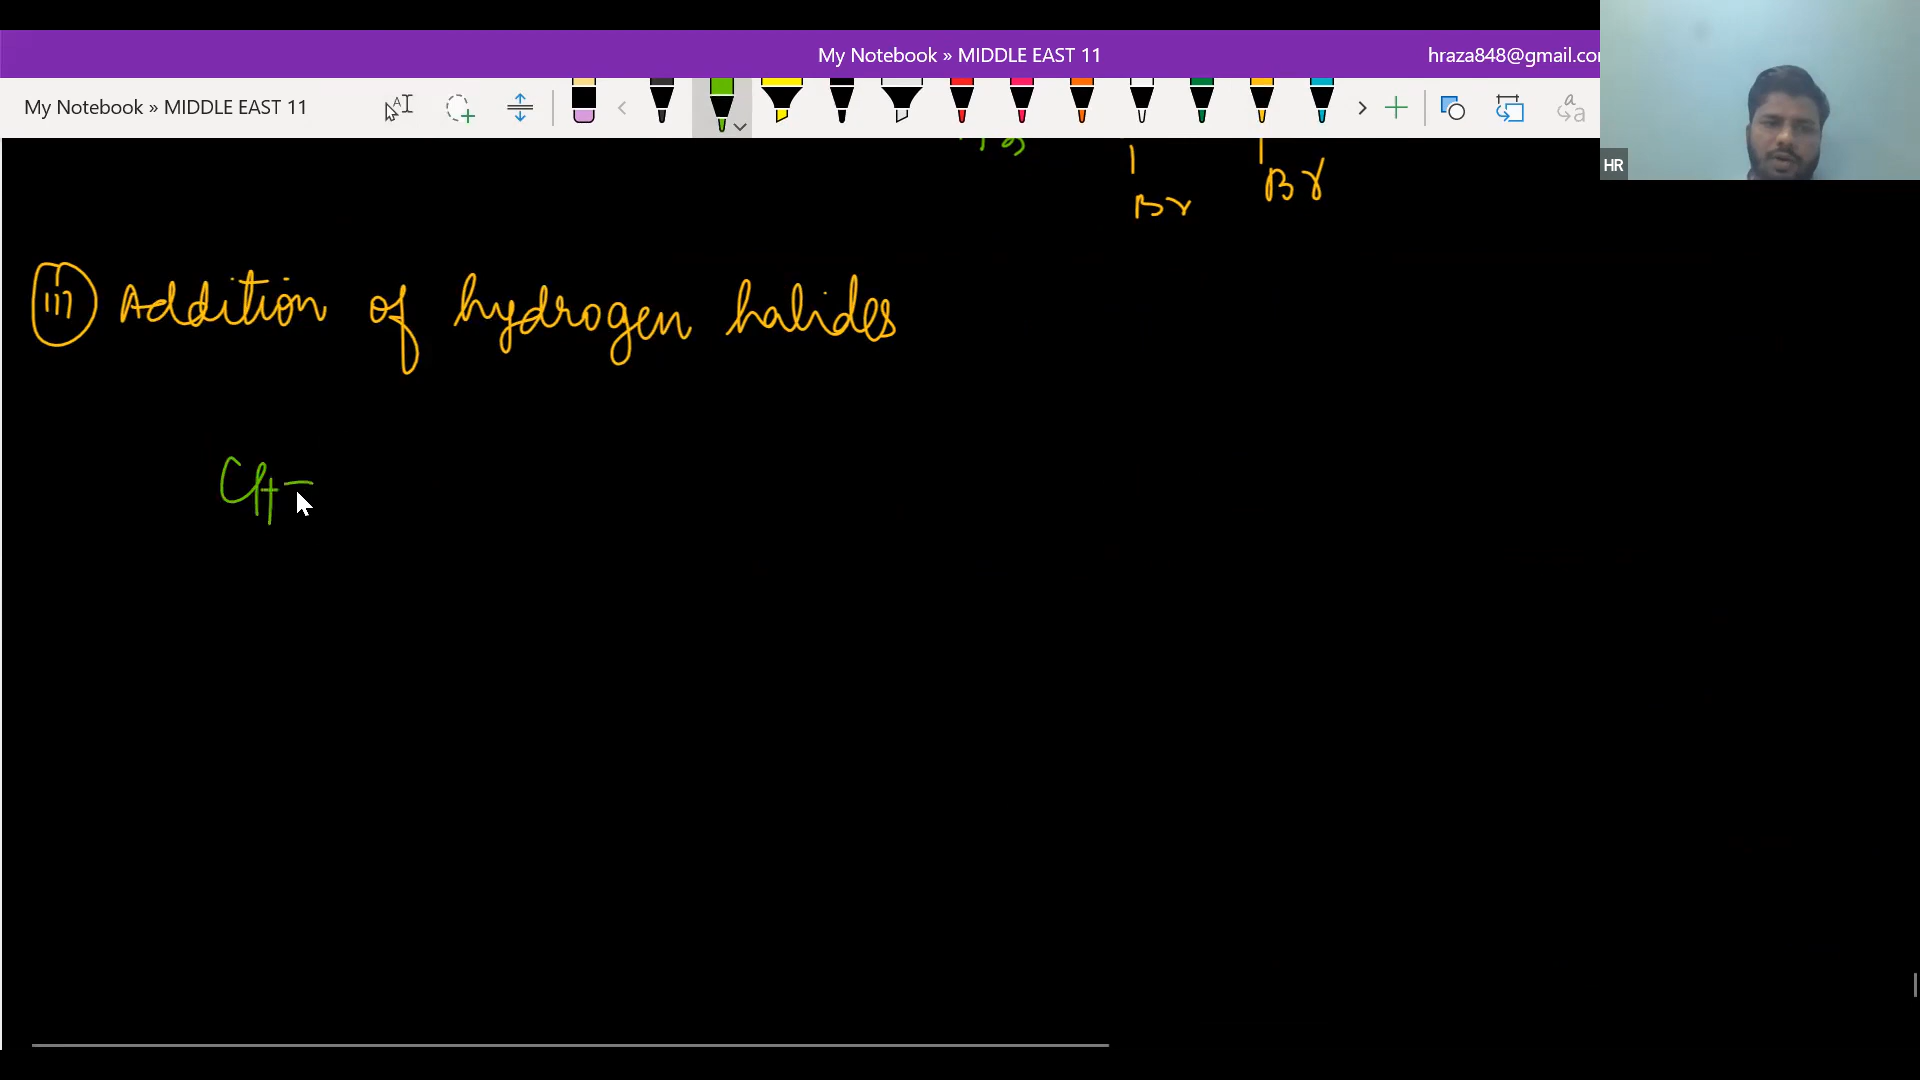 My Notebook » MIDDLE EAST 11
hraza848@gmail.co
My Notebook » MIDDLE EAST 11
HR
Br
Br
(iii) Addition of hydrogen halides
CH=